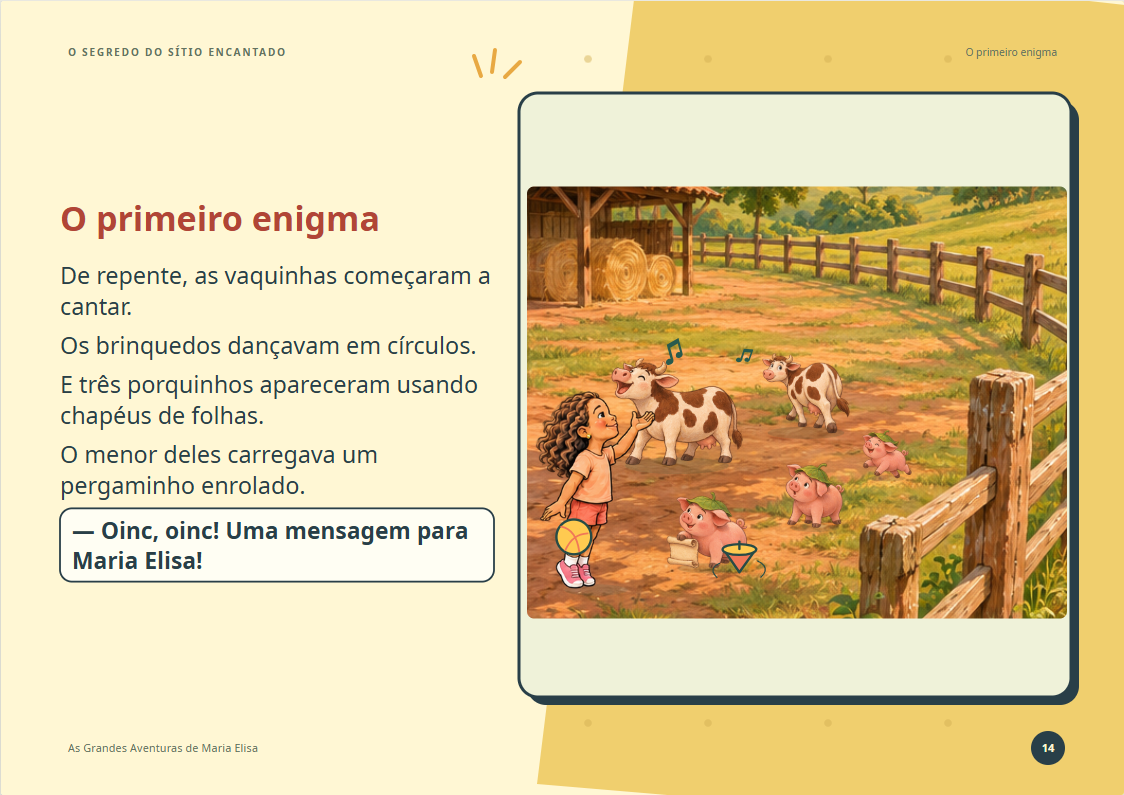 O SEGREDO DO SÍTIO ENCANTADO
O primeiro enigma
O primeiro enigma
De repente, as vaquinhas começaram a
cantar.
Os brinquedos dançavam em círculos.
E três porquinhos apareceram usando
chapéus de folhas.
O menor deles carregava um
pergaminho enrolado.
— Oinc, oinc! Uma mensagem para
Maria Elisa!
As Grandes Aventuras de Maria Elisa
14